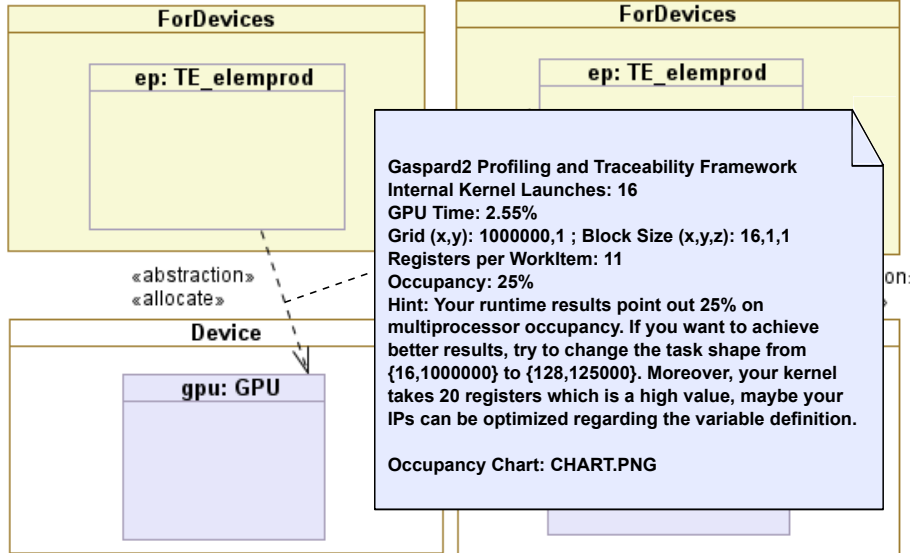 ForDevices
ForDevices
ep: TE_elemprod
ep: TE_elemprod
Gaspard2 Profiling and Traceability Framework
Internal Kernel Launches: 16
GPU Time: 2.55%
Grid (x,y): 1000000,1 ; Block Size (x,y,z): 16,1,1
Registers per WorkItem: 11
Occupancy: 25%
Hint: Your runtime results point out 25% on
multiprocessor occupancy. If you want to achieve
better results, try to change the task shape from
{16,1000000} to {128,125000}. Moreover, your kernel
takes 20 registers which is a high value, maybe your
IPs can be optimized regarding the variable definition.
Occupancy Chart: CHART.PNG
«abstraction»
«allocate»
Device
gpu: GPU